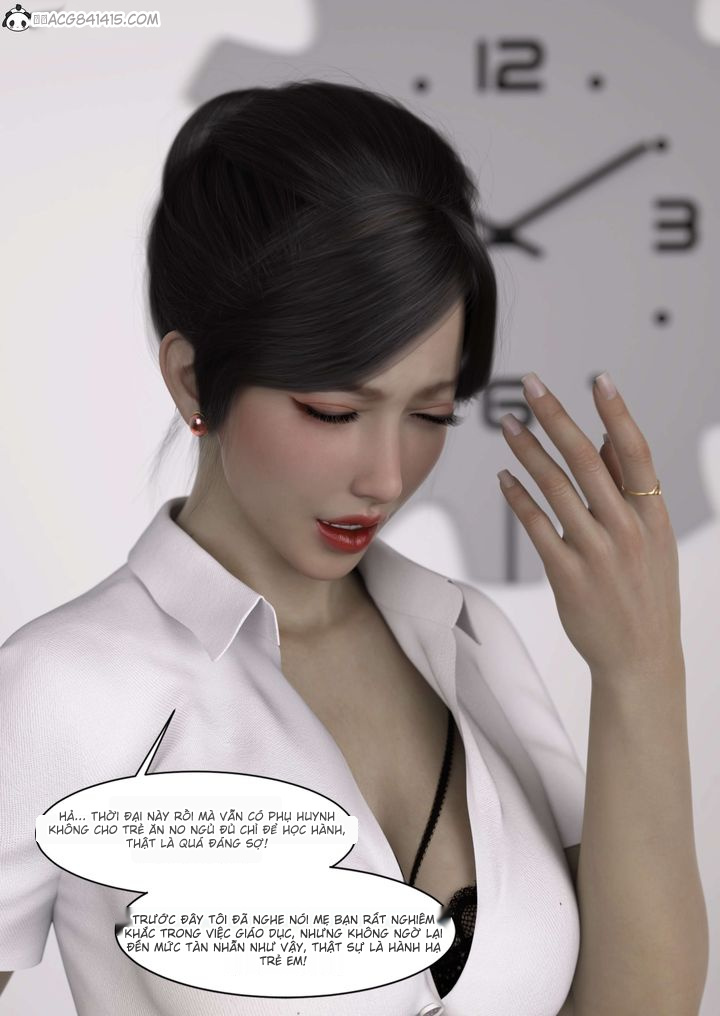 ACG841415.COM
12
3
6
HẢ... THỜI ĐẠI NÀY RỒI MÀ VẪN CÓ PHỤ HUYNH
KHÔNG CHO TRẺ ĂN NO NGỦ ĐỦ CHỈ ĐỂ HỌC HÀNH,
THẬT LÀ QUÁ ĐÁNG SỢ!
TRƯỚC ĐÂY TÔI ĐÃ NGHE NÓI MẸ BẠN RẤT NGHIÊM
KHẮC TRONG VIỆC GIÁO DỤC, NHƯNG KHÔNG NGỜ LẠI
ĐẾN MỨC TÀN NHẪN NHƯ VẬY, THẬT SỰ LÀ HÀNH HẠ
TRẺ EM!